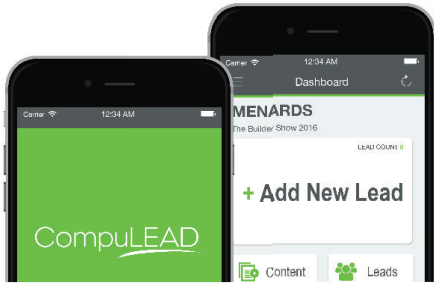 Carrier 12:34 AM
CompuLEAD
Carrier 12:34 AM
Dashboard
MENARDS
The Builder Show 2016
LEAD COUNT 0
+ Add New Lead
Content Leads